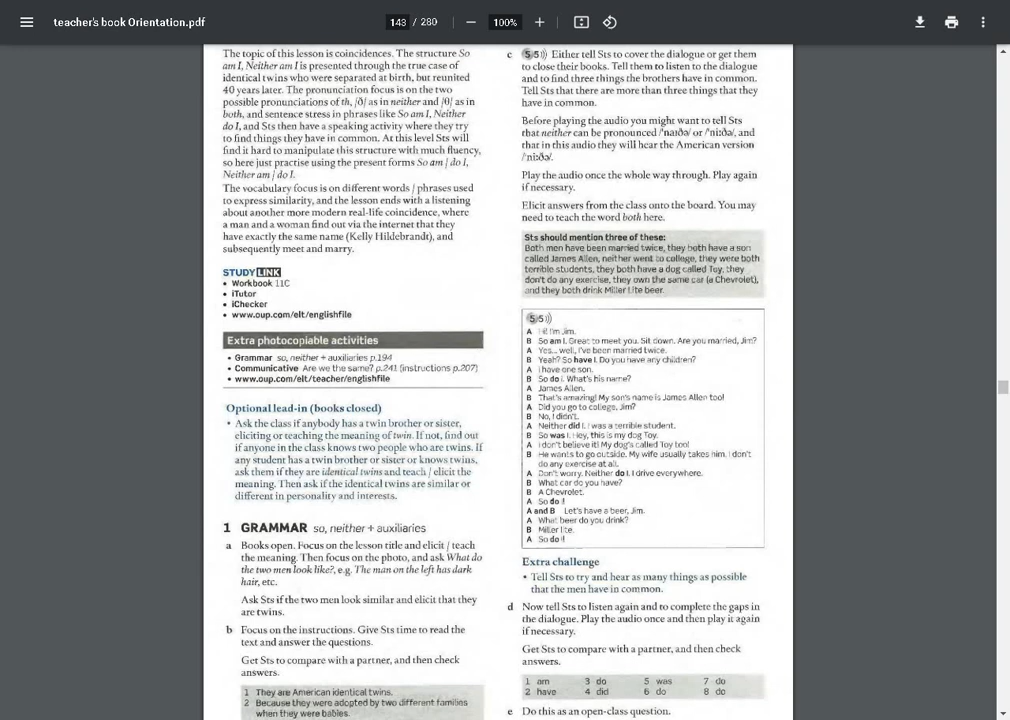 teacher's book Orientation.pdf
143 / 280
100%
The topic of this lesson is coincidences. The structure So
am I, Neither am I is presented through the true case of
identical twins who were separated at birth, but reunited
40 years later. The pronunciation focus is on the two
possible pronunciations of th, /ð/ as in neither and /θ/ as in
both, and sentence stress in phrases like So am I, Neither
do I, and Sts then have a speaking activity where they try
to find things they have in common. At this level Sts will
find it hard to manipulate this structure with much fluency,
so here just practise using the present forms So am / do I,
Neither am / do I.
The vocabulary focus is on different words / phrases used
to express similarity, and the lesson ends with a listening
about another more modern real-life coincidence, where
a man and a woman find out via the internet that they
have exactly the same name (Kelly Hildebrandt), and
subsequently meet and marry.
STUDY LINK
• Workbook 11C
• iTutor
• iChecker
• www.oup.com/elt/englishfile
Extra photocopiable activities
• Grammar so, neither + auxiliaries p.194
• Communicative Are we the same? p.241 (instructions p.207)
• www.oup.com/elt/teacher/englishfile
Optional lead-in (books closed)
• Ask the class if anybody has a twin brother or sister,
eliciting or teaching the meaning of twin. If not, find out
if anyone in the class knows two people who are twins. If
any student has a twin brother or sister or knows twins,
ask them if they are identical twins and teach / elicit the
meaning. Then ask if the identical twins are similar or
different in personality and interests.
1 GRAMMAR so, neither + auxiliaries
a Books open. Focus on the lesson title and elicit / teach
the meaning. Then focus on the photo, and ask What do
the two men look like?, e.g. The man on the left has dark
hair, etc.
Ask Sts if the two men look similar and elicit that they
are twins.
b Focus on the instructions. Give Sts time to read the
text and answer the questions.
Get Sts to compare with a partner, and then check
answers.
1 They are American identical twins.
2 Because they were adopted by two different families
when they were babies.
c 5 5)) Either tell Sts to cover the dialogue or get them
to close their books. Tell them to listen to the dialogue
and to find three things the brothers have in common.
Tell Sts that there are more than three things that they
have in common.
Before playing the audio you might want to tell Sts
that neither can be pronounced /ˈnaɪðə/ or /ˈniːðə/, and
that in this audio they will hear the American version
/ˈniːðə/.
Play the audio once the whole way through. Play again
if necessary.
Elicit answers from the class onto the board. You may
need to teach the word both here.
Sts should mention three of these:
Both men have been married twice, they both have a son
called James Allen, neither went to college, they were both
terrible students, they both have a dog called Toy, they
don't do any exercise, they own the same car (a Chevrolet),
and they both drink Miller Lite beer.
5 5))
A Hi! I'm Jim.
B So am I. Great to meet you. Sit down. Are you married, Jim?
A Yes... well, I've been married twice.
B Yeah? So have I. Do you have any children?
A I have one son.
B So do I. What's his name?
A James Allen.
B That's amazing! My son's name is James Allen too!
A Did you go to college, Jim?
B No, I didn't.
A Neither did I. I was a terrible student.
B So was I. Hey, this is my dog Toy.
A I don't believe it! My dog's called Toy too!
B He wants to go outside. My wife usually takes him. I don't
do any exercise at all.
A Don't worry. Neither do I. I drive everywhere.
B What car do you have?
B A Chevrolet.
A So do I!
A and B Let's have a beer, Jim.
A What beer do you drink?
B Miller Lite.
A So do I!
Extra challenge
• Tell Sts to try and hear as many things as possible
that the men have in common.
d Now tell Sts to listen again and to complete the gaps in
the dialogue. Play the audio once and then play it again
if necessary.
Get Sts to compare with a partner, and then check
answers.
1 am 3 do 5 was 7 do
2 have 4 did 6 do 8 do
e Do this as an open-class question.